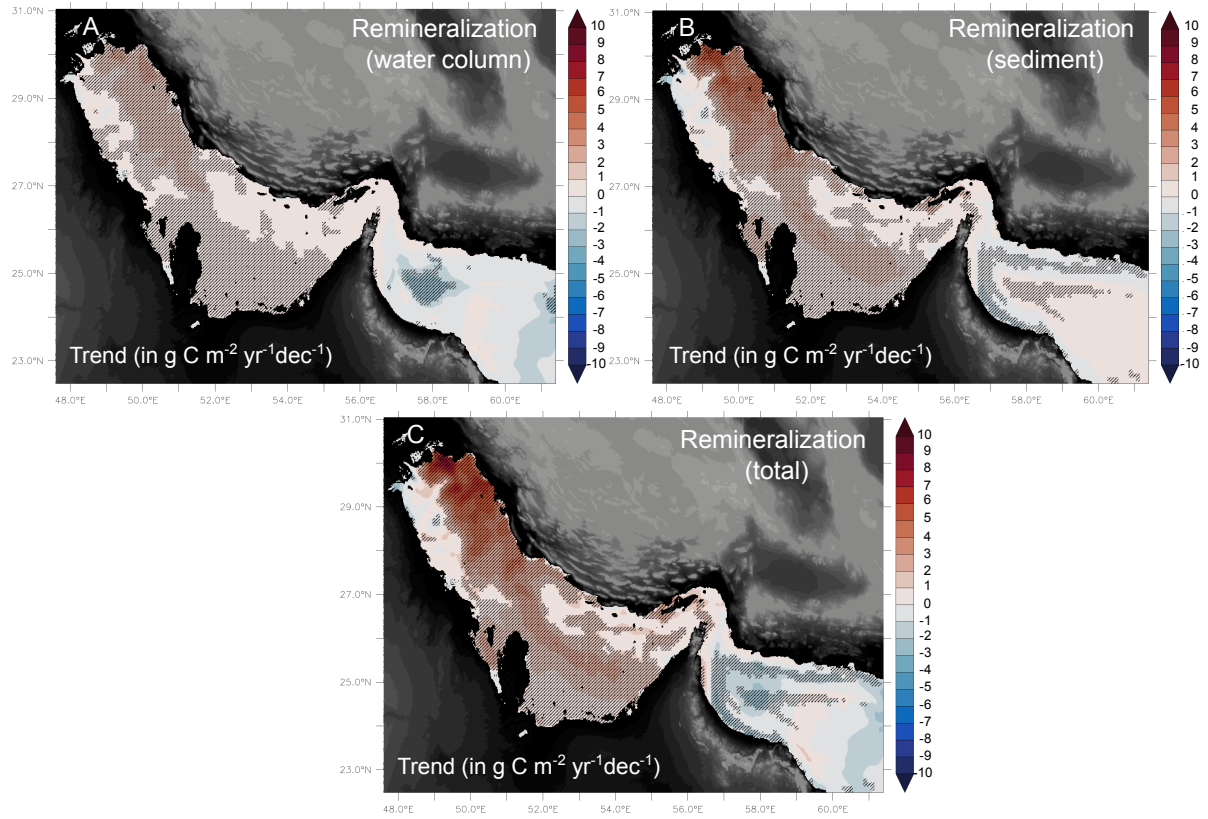 A
Remineralization
(water column)
Trend (in g C m⁻² yr⁻¹dec⁻¹)
31.0°N
29.0°N
27.0°N
25.0°N
23.0°N
48.0°E 50.0°E 52.0°E 54.0°E 56.0°E 58.0°E 60.0°E
10
9
8
7
6
5
4
3
2
1
0
-1
-2
-3
-4
-5
-6
-7
-8
-9
-10
B
Remineralization
(sediment)
Trend (in g C m⁻² yr⁻¹dec⁻¹)
31.0°N
29.0°N
27.0°N
25.0°N
23.0°N
48.0°E 50.0°E 52.0°E 54.0°E 56.0°E 58.0°E 60.0°E
10
9
8
7
6
5
4
3
2
1
0
-1
-2
-3
-4
-5
-6
-7
-8
-9
-10
C
Remineralization
(total)
Trend (in g C m⁻² yr⁻¹dec⁻¹)
31.0°N
29.0°N
27.0°N
25.0°N
23.0°N
48.0°E 50.0°E 52.0°E 54.0°E 56.0°E 58.0°E 60.0°E
10
9
8
7
6
5
4
3
2
1
0
-1
-2
-3
-4
-5
-6
-7
-8
-9
-10